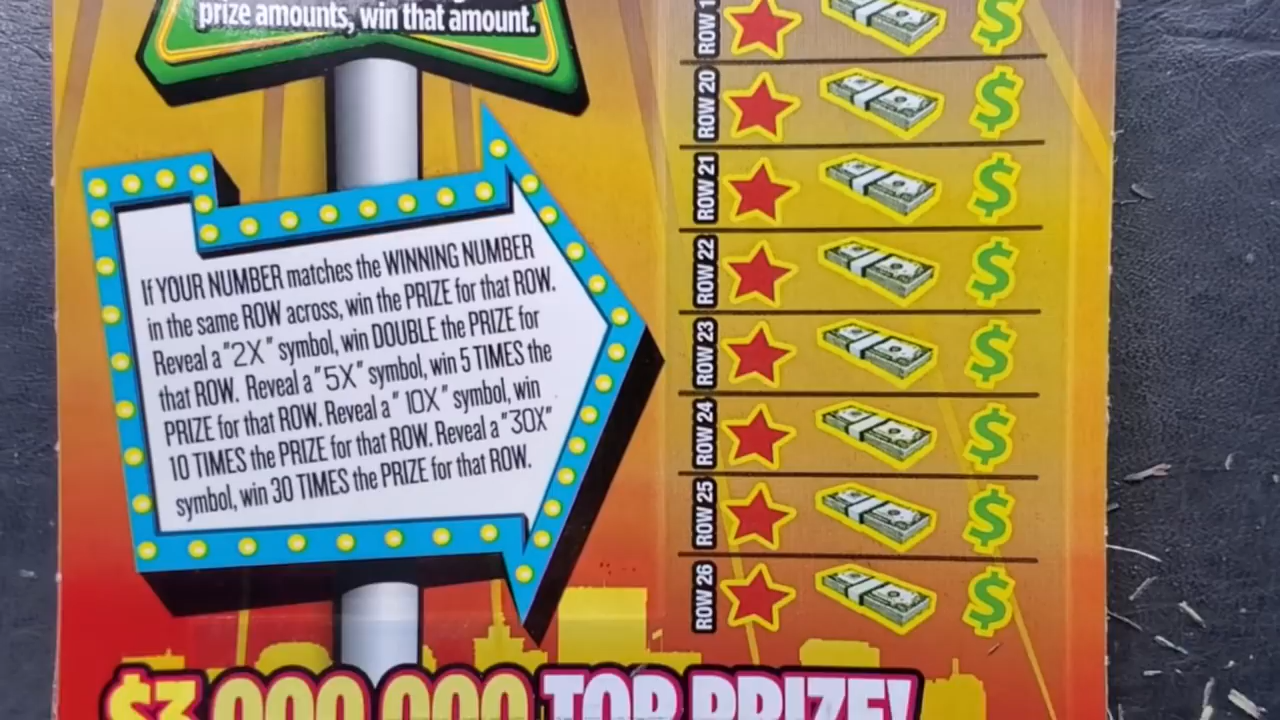 prize amounts, win that amount.
If YOUR NUMBER matches the WINNING NUMBER
in the same ROW across, win the PRIZE for that ROW.
Reveal a "2X" symbol, win DOUBLE the PRIZE for
that ROW. Reveal a "5X" symbol, win 5 TIMES the
PRIZE for that ROW. Reveal a "10X" symbol, win
10 TIMES the PRIZE for that ROW. Reveal a "30X"
symbol, win 30 TIMES the PRIZE for that ROW.
ROW
$
ROW 20
$
ROW 21
$
ROW 22
$
ROW 23
$
ROW 24
$
ROW 25
$
ROW 26
$
$3,000,000 TOP PRIZE!